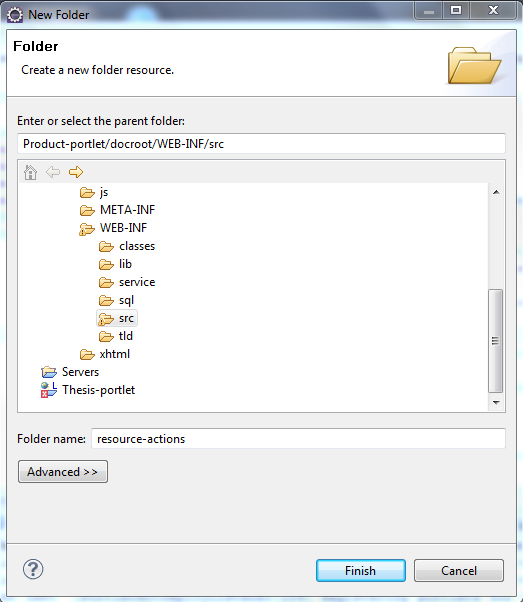 New Folder
Folder
Create a new folder resource.
Enter or select the parent folder:
Product-portlet/docroot/WEB-INF/src
js
META-INF
WEB-INF
classes
lib
service
sql
src
tld
xhtml
Servers
Thesis-portlet
Folder name: resource-actions
Advanced >>
? Finish Cancel